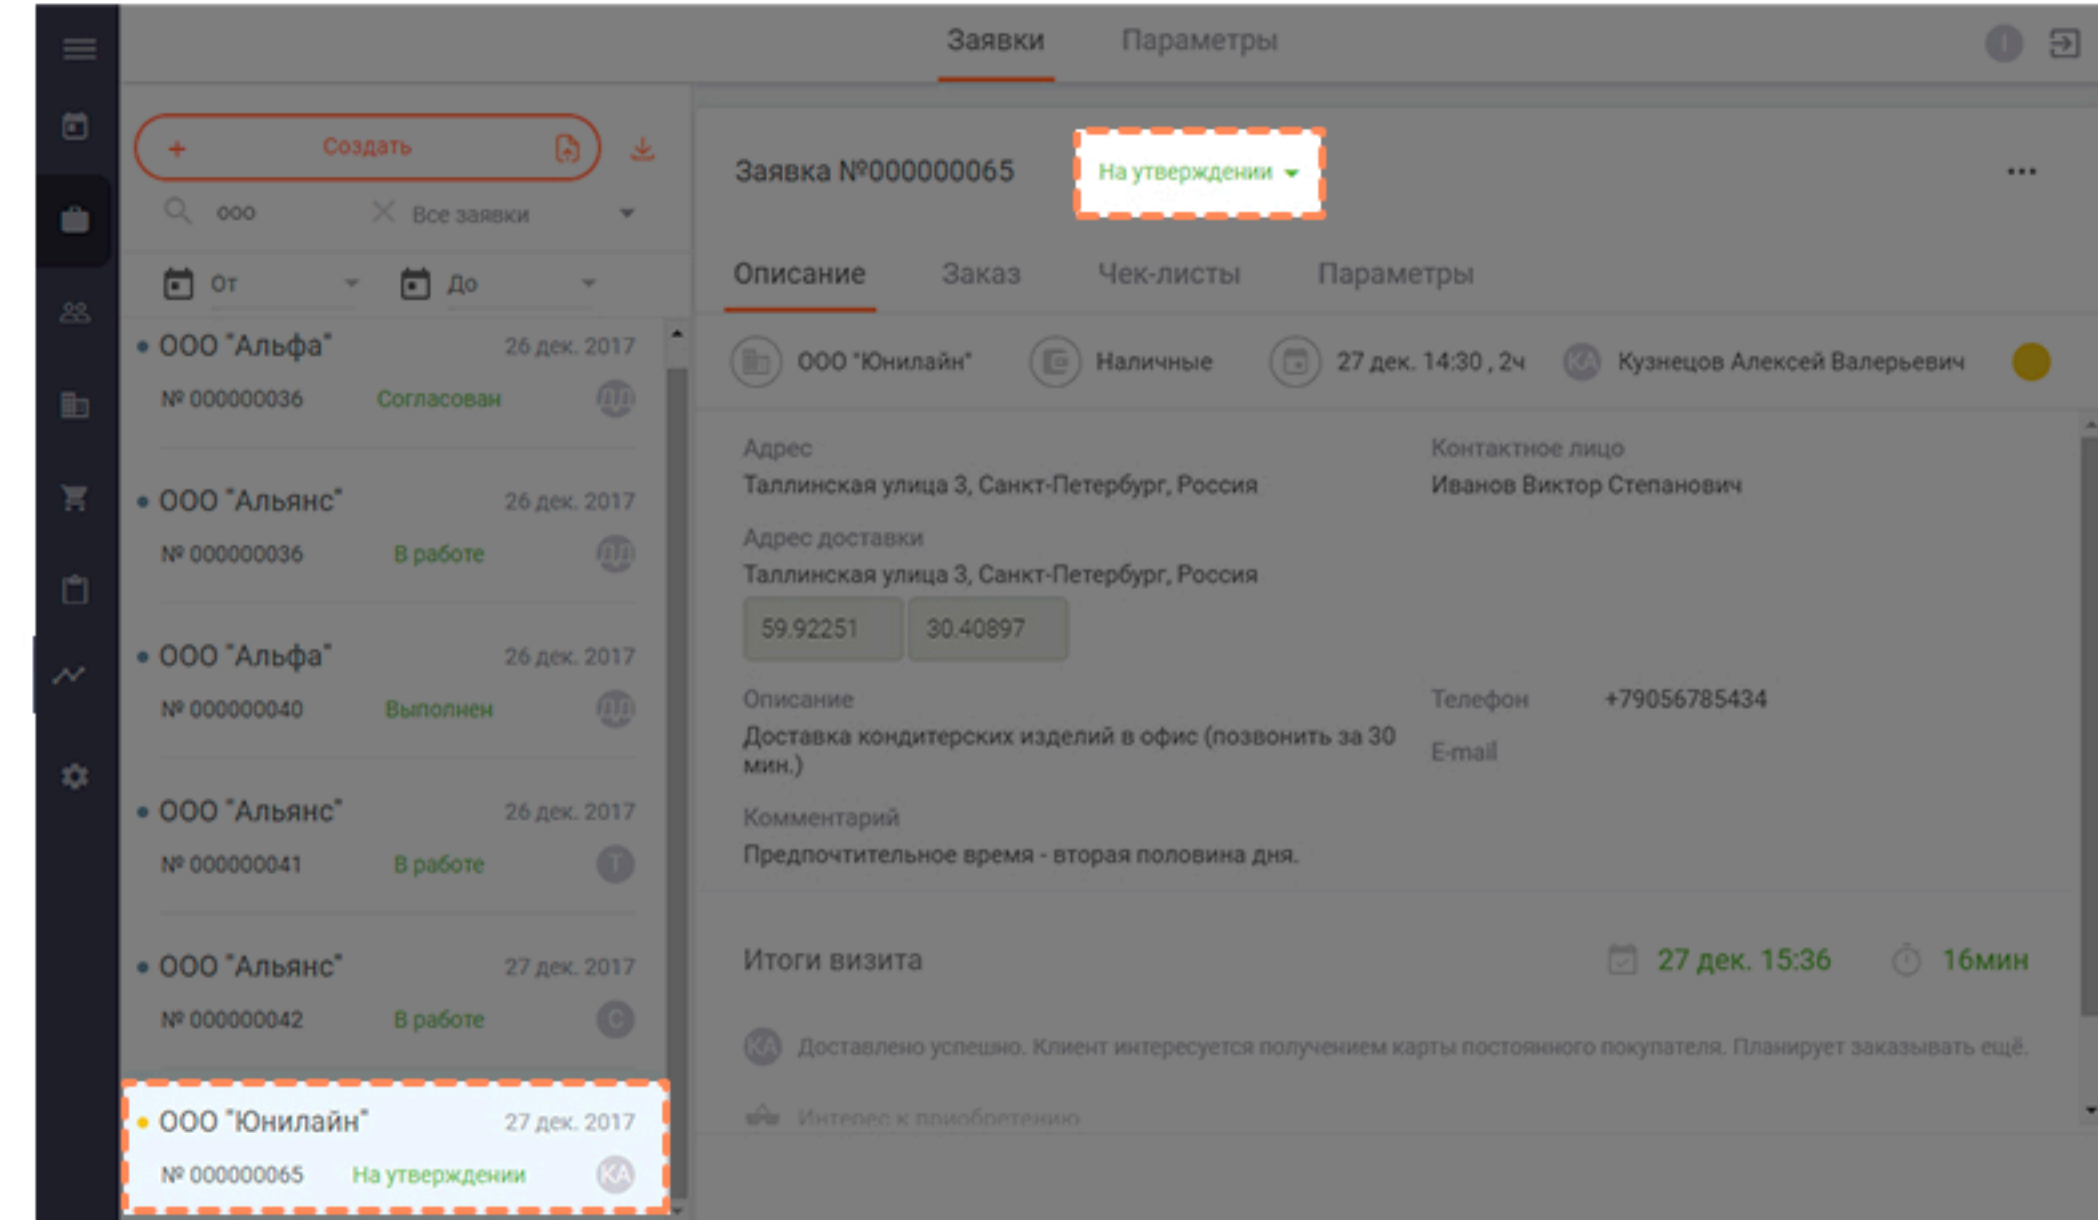 Заявки Параметры
I
+ Создать
ооо Все заявки
От До
ООО "Альфа" 26 дек. 2017
№ 000000036 Согласован
ООО "Альянс" 26 дек. 2017
№ 000000036 В работе
ООО "Альфа" 26 дек. 2017
№ 000000040 Выполнен
ООО "Альянс" 26 дек. 2017
№ 000000041 В работе Т
ООО "Альянс" 27 дек. 2017
№ 000000042 В работе С
ООО "Юнилайн" 27 дек. 2017
№ 000000065 На утверждении КА
Заявка №000000065 На утверждении
Описание Заказ Чек-листы Параметры
ООО "Юнилайн" Наличные 27 дек. 14:30 , 2ч КА Кузнецов Алексей Валерьевич
Адрес
Таллинская улица 3, Санкт-Петербург, Россия
Контактное лицо
Иванов Виктор Степанович
Адрес доставки
Таллинская улица 3, Санкт-Петербург, Россия
59.92251 30.40897
Описание
Доставка кондитерских изделий в офис (позвонить за 30
мин.)
Телефон +79056785434
E-mail
Комментарий
Предпочтительное время - вторая половина дня.
Итоги визита 27 дек. 15:36 16мин
КА Доставлено успешно. Клиент интересуется получением карты постоянного покупателя. Планирует заказывать ещё.
Интерес к приобретению